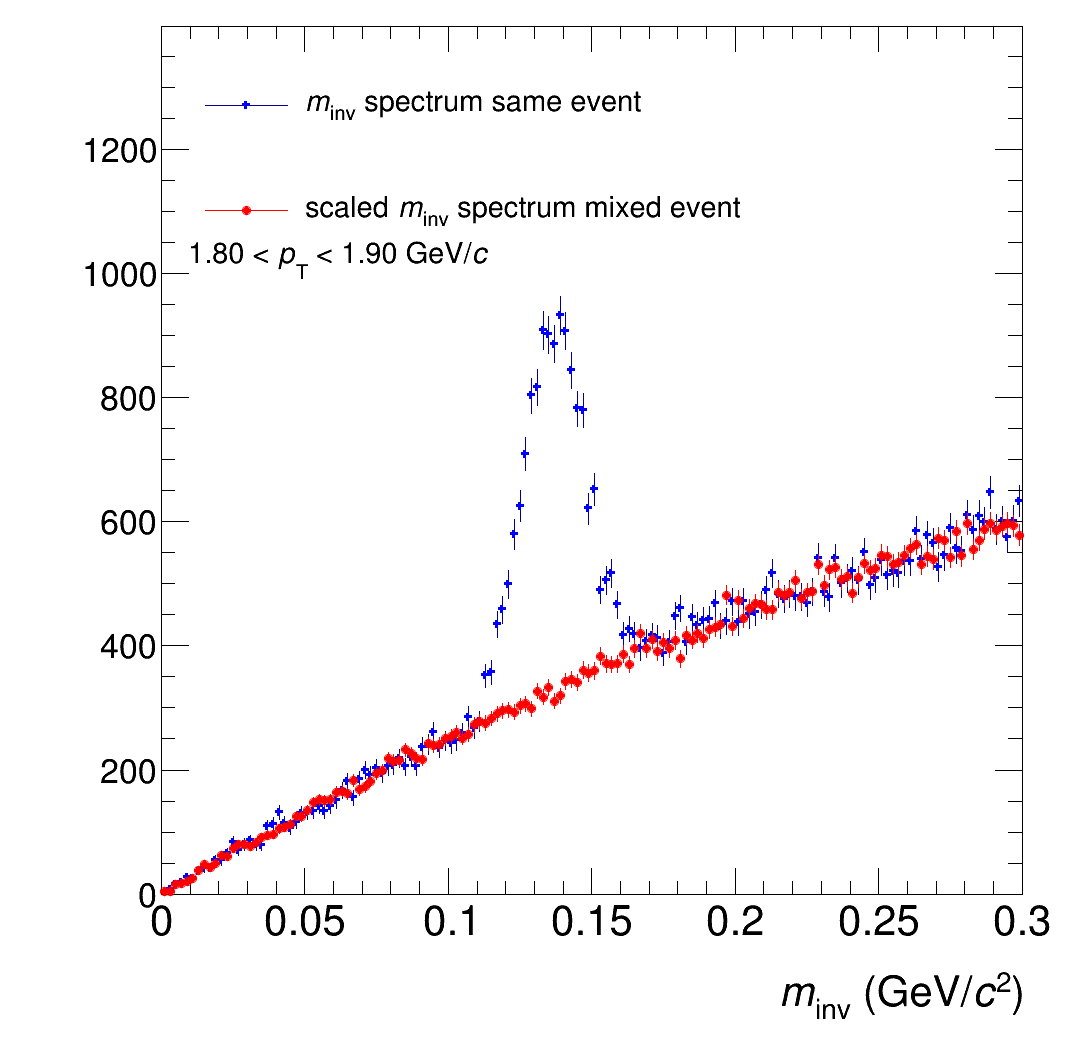 m_inv spectrum same event
scaled m_inv spectrum mixed event
1.80 < p_T < 1.90 GeV/c
1200
1000
800
600
400
200
0
0 0.05 0.1 0.15 0.2 0.25 0.3
m_inv (GeV/c²)